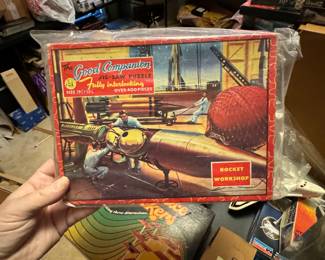 The Good Companion
JIG-SAW PUZZLE
Fully Interlocking
OVER 400 PIECES
ROCKET
WORKSHOP